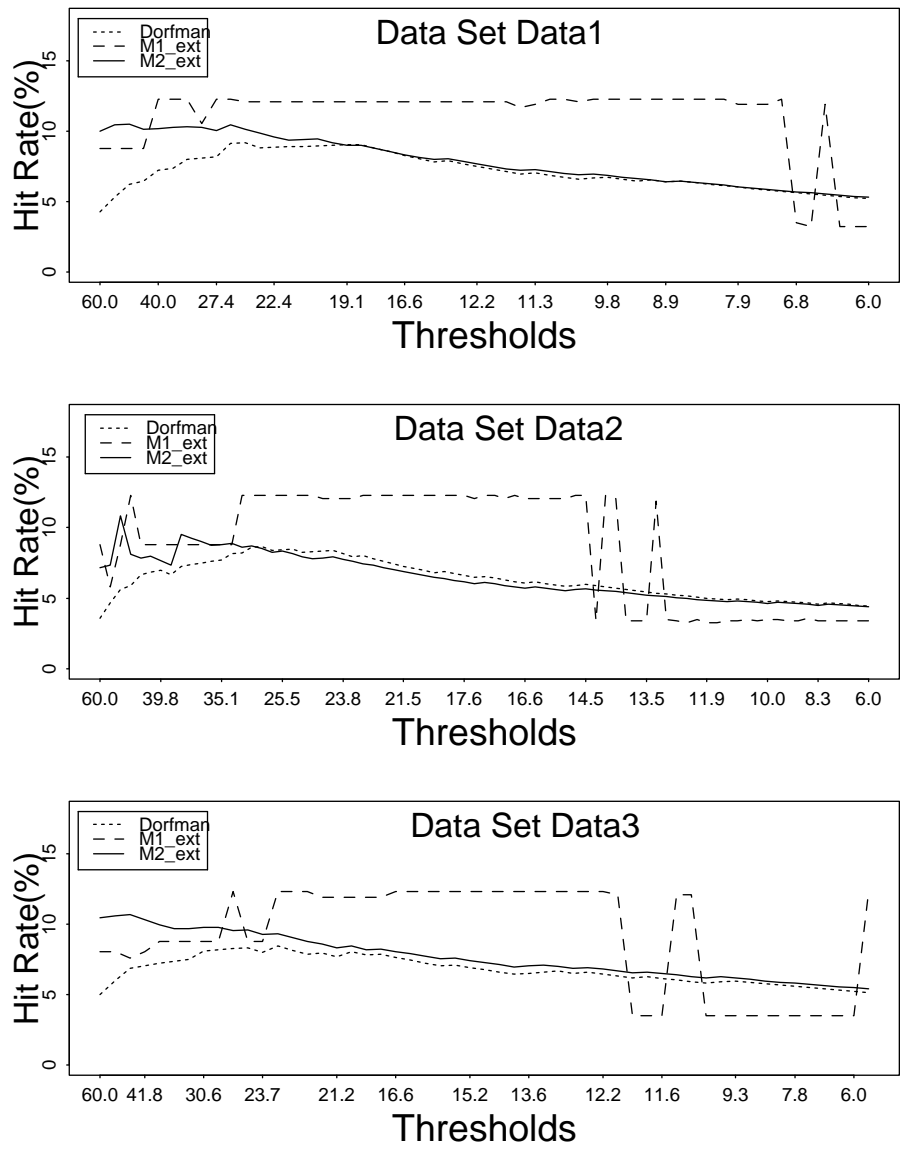 Data Set Data1
Dorfman
M1_ext
M2_ext
Hit Rate(%)
15
10
5
0
60.0 40.0 27.4 22.4 19.1 16.6 12.2 11.3 9.8 8.9 7.9 6.8 6.0
Thresholds
Data Set Data2
Dorfman
M1_ext
M2_ext
Hit Rate(%)
15
10
5
0
60.0 39.8 35.1 25.5 23.8 21.5 17.6 16.6 14.5 13.5 11.9 10.0 8.3 6.0
Thresholds
Data Set Data3
Dorfman
M1_ext
M2_ext
Hit Rate(%)
15
10
5
0
60.0 41.8 30.6 23.7 21.2 16.6 15.2 13.6 12.2 11.6 9.3 7.8 6.0
Thresholds